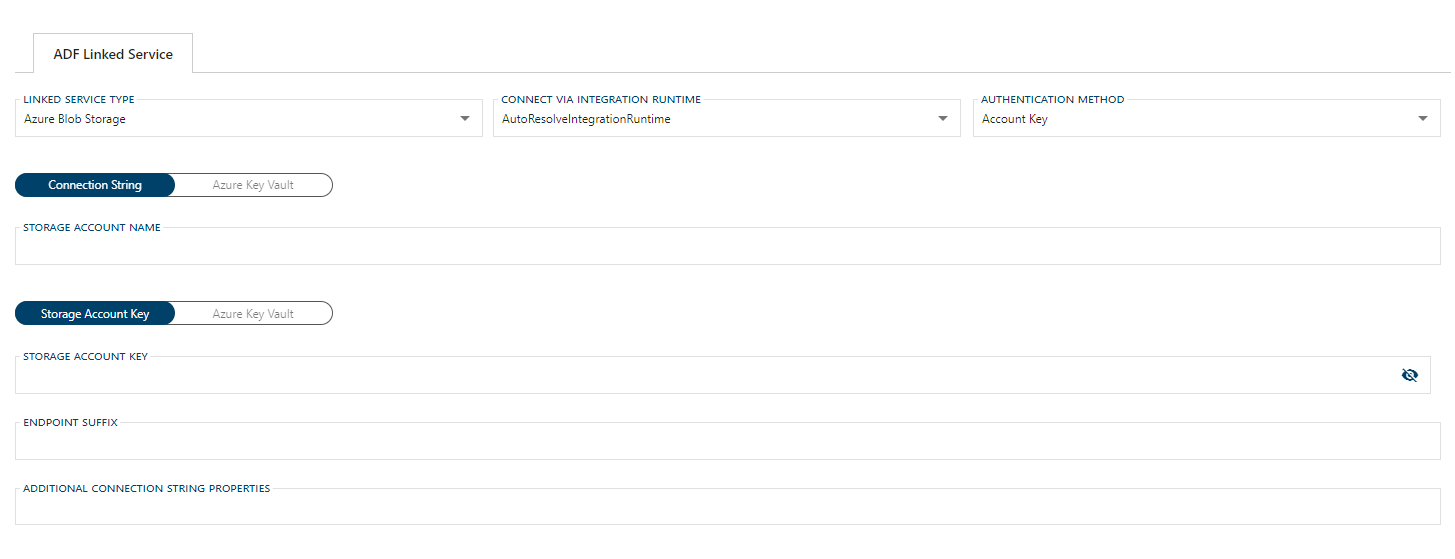 ADF Linked Service
LINKED SERVICE TYPE
Azure Blob Storage
CONNECT VIA INTEGRATION RUNTIME
AutoResolveIntegrationRuntime
AUTHENTICATION METHOD
Account Key
Connection String Azure Key Vault
STORAGE ACCOUNT NAME
Storage Account Key Azure Key Vault
STORAGE ACCOUNT KEY
ENDPOINT SUFFIX
ADDITIONAL CONNECTION STRING PROPERTIES